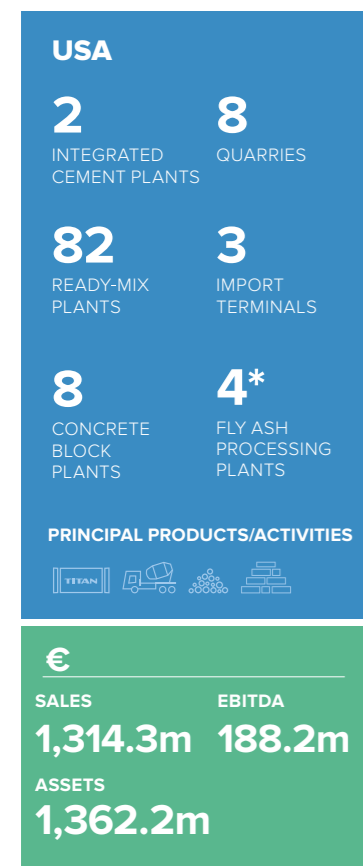 USA
2
INTEGRATED
CEMENT PLANTS
8
QUARRIES
82
READY-MIX
PLANTS
3
IMPORT
TERMINALS
8
CONCRETE
BLOCK
PLANTS
4*
FLY ASH
PROCESSING
PLANTS
PRINCIPAL PRODUCTS/ACTIVITIES
TITAN
€
SALES
1,314.3m
EBITDA
188.2m
ASSETS
1,362.2m